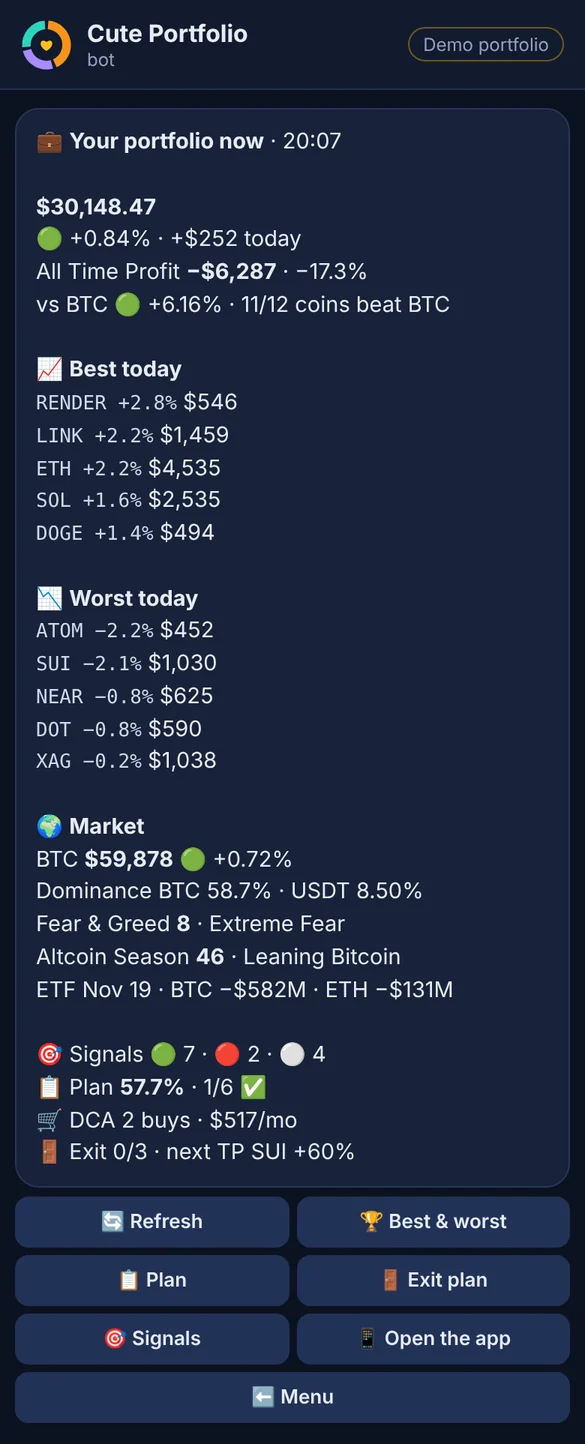 Cute Portfolio
bot
Demo portfolio
💼 Your portfolio now · 20:07
$30,148.47
🟢 +0.84% · +$252 today
All Time Profit −$6,287 · −17.3%
vs BTC 🟢 +6.16% · 11/12 coins beat BTC
📈 Best today
RENDER +2.8% $546
LINK +2.2% $1,459
ETH +2.2% $4,535
SOL +1.6% $2,535
DOGE +1.4% $494
📉 Worst today
ATOM −2.2% $452
SUI −2.1% $1,030
NEAR −0.8% $625
DOT −0.8% $590
XAG −0.2% $1,038
🌍 Market
BTC $59,878 🟢 +0.72%
Dominance BTC 58.7% · USDT 8.50%
Fear & Greed 8 · Extreme Fear
Altcoin Season 46 · Leaning Bitcoin
ETF Nov 19 · BTC −$582M · ETH −$131M
🎯 Signals 🟢 7 · 🔴 2 · ⚪ 4
📋 Plan 57.7% · 1/6 ✅
🛒 DCA 2 buys · $517/mo
🚪 Exit 0/3 · next TP SUI +60%
🔄 Refresh
🏆 Best & worst
📋 Plan
🚪 Exit plan
🎯 Signals
📱 Open the app
⬅️ Menu